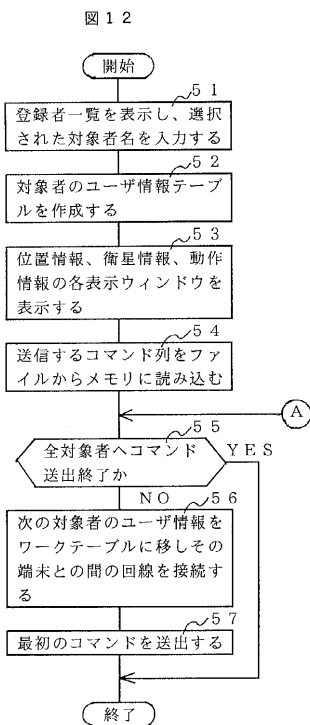 図１２
開始
５１
登録者一覧を表示し、選択
された対象者名を入力する
５２
対象者のユーザ情報テーブ
ルを作成する
５３
位置情報、衛星情報、動作
情報の各表示ウィンドウを
表示する
５４
送信するコマンド列をファ
イルからメモリに読み込む
A
５５
全対象者へコマンド
送出終了か
YES
NO
５６
次の対象者のユーザ情報を
ワークテーブルに移しその
端末との間の回線を接続す
る
５７
最初のコマンドを送出する
終了